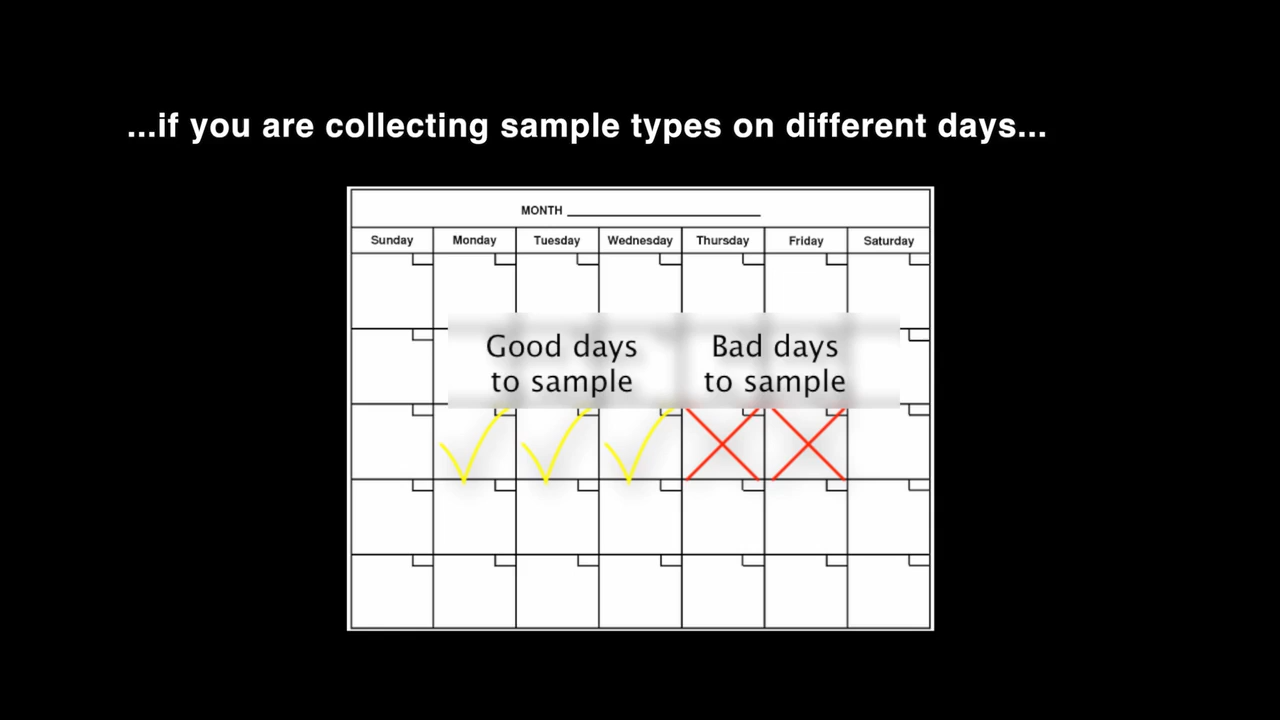 ...if you are collecting sample types on different days...
MONTH
Sunday Monday Tuesday Wednesday Thursday Friday Saturday
Good days Bad days
to sample to sample